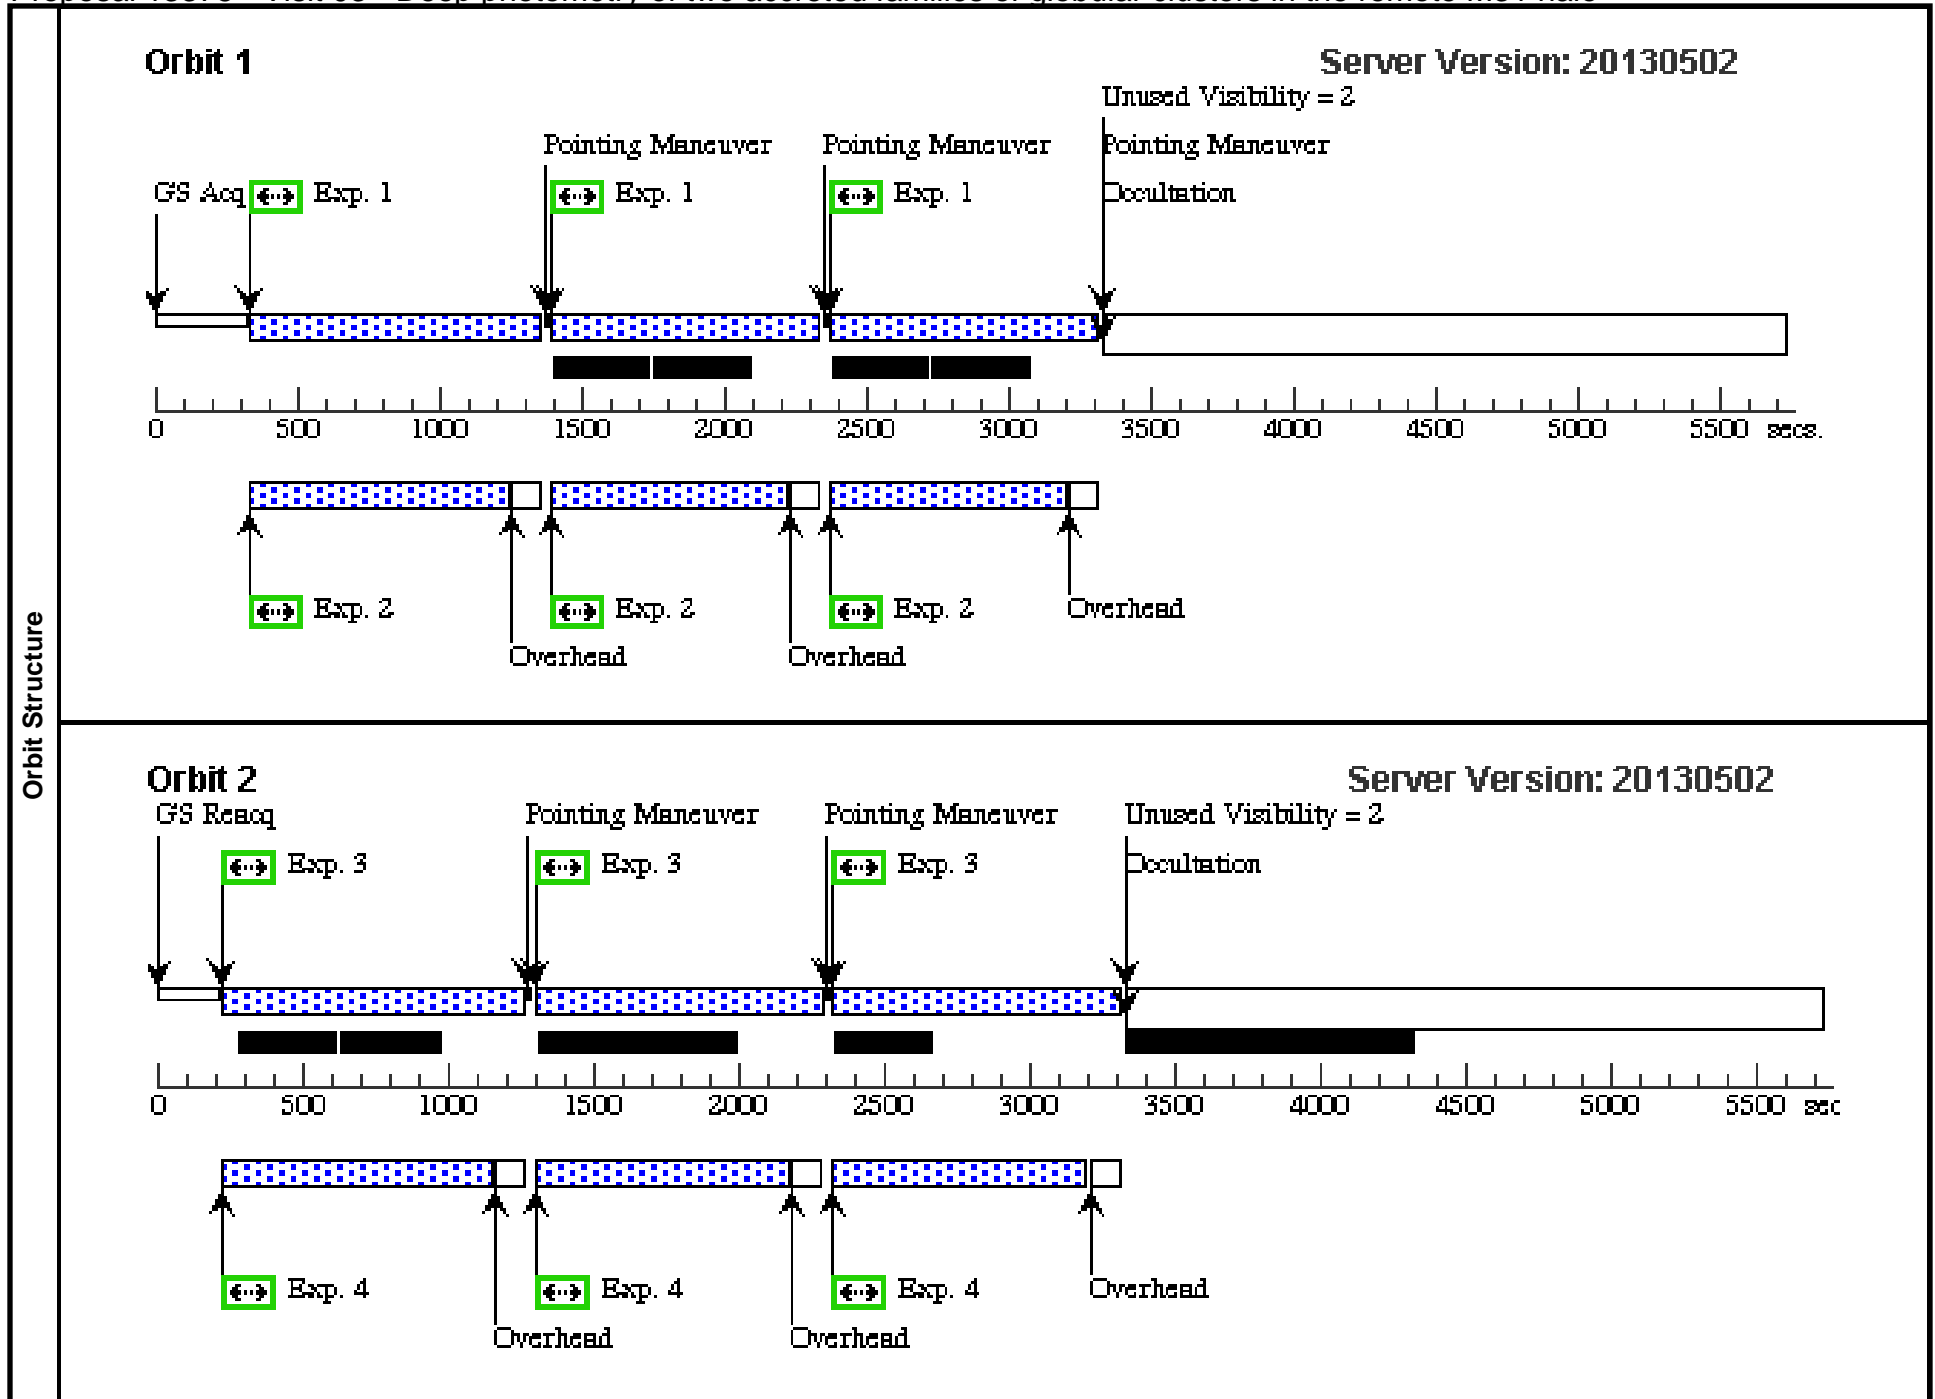 Orbit Structure
Orbit 1
Server Version: 20130502
Unused Visibility = 2
Pointing Maneuver Pointing Maneuver Pointing Maneuver
GS Acq Exp. 1 Exp. 1 Exp. 1 Occultation
0 500 1000 1500 2000 2500 3000 3500 4000 4500 5000 5500 secs.
Exp. 2 Exp. 2 Exp. 2 Overhead
Overhead Overhead
Orbit 2
Server Version: 20130502
GS Reacq Pointing Maneuver Pointing Maneuver Unused Visibility = 2
Exp. 3 Exp. 3 Exp. 3 Occultation
0 500 1000 1500 2000 2500 3000 3500 4000 4500 5000 5500 sec
Exp. 4 Exp. 4 Exp. 4 Overhead
Overhead Overhead